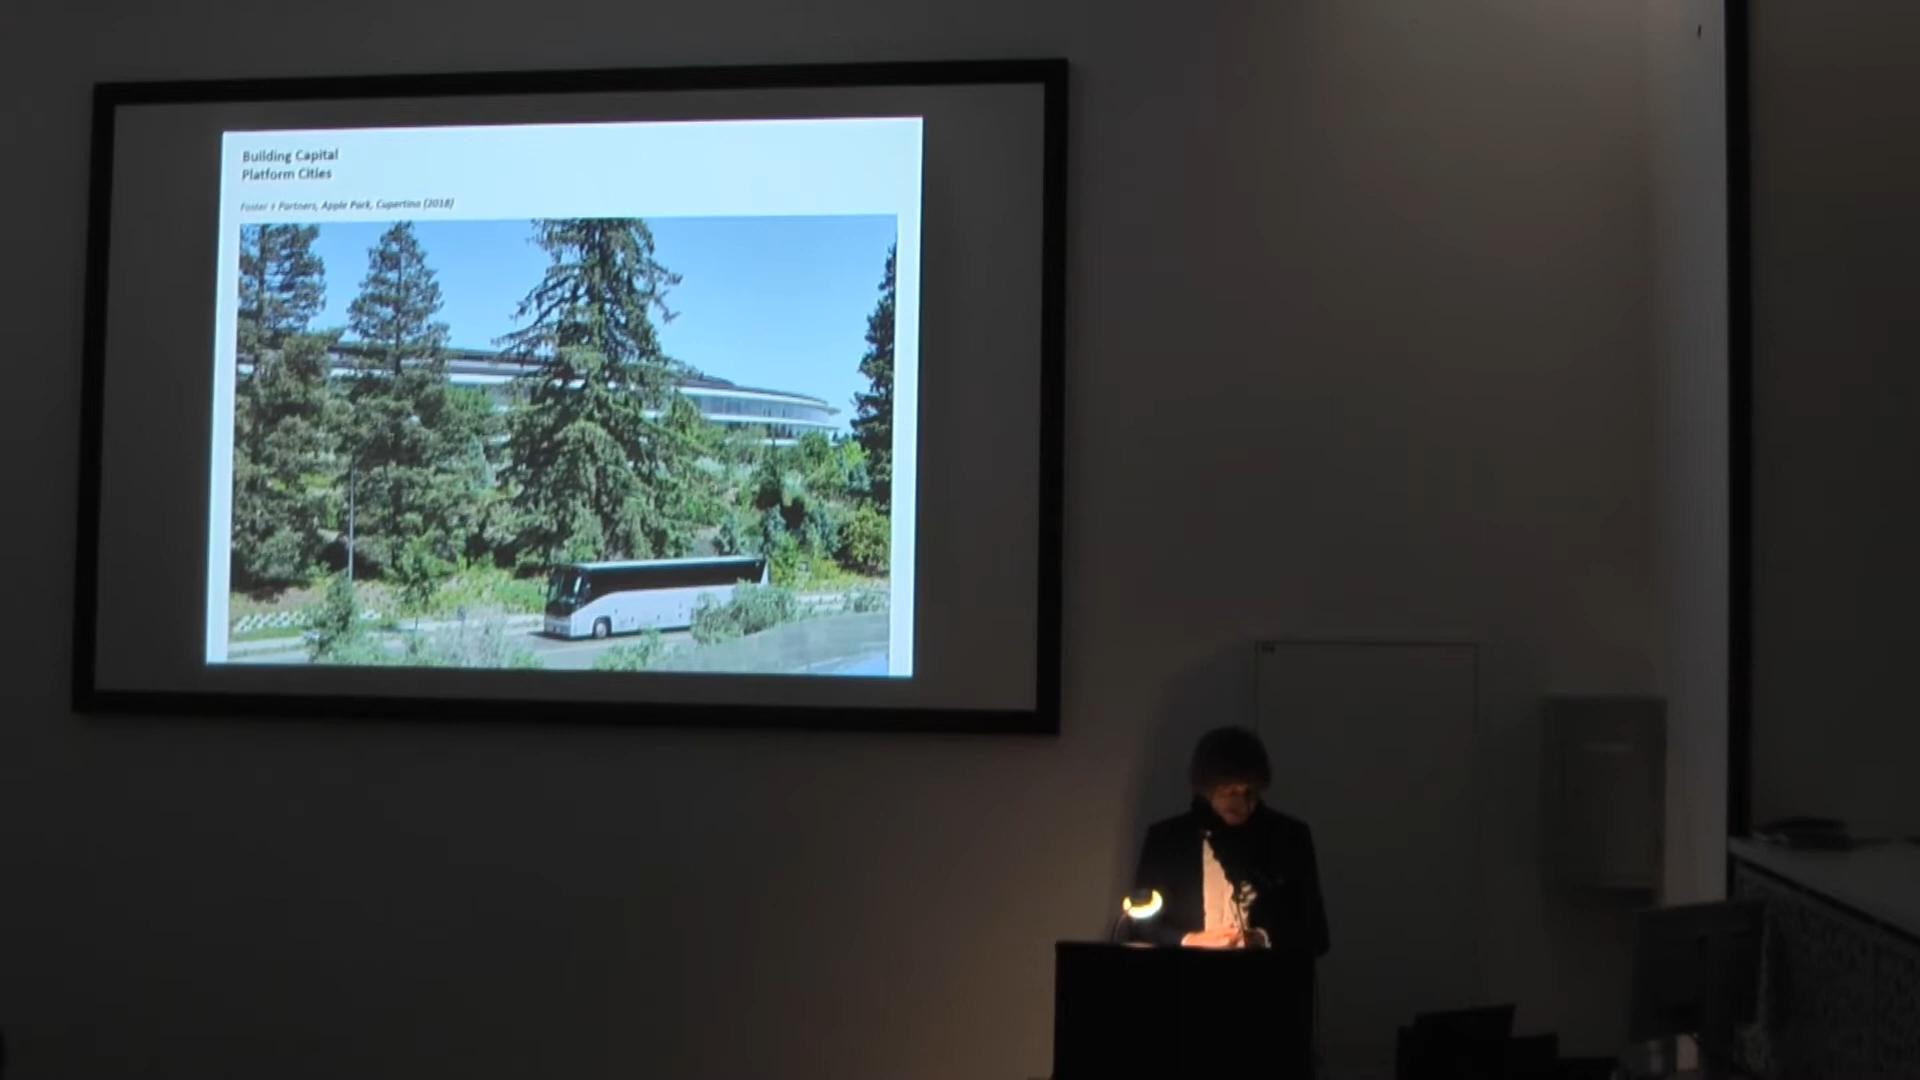 Building Capital
Platform Cities
Foster + Partners, Apple Park, Cupertino (2018)